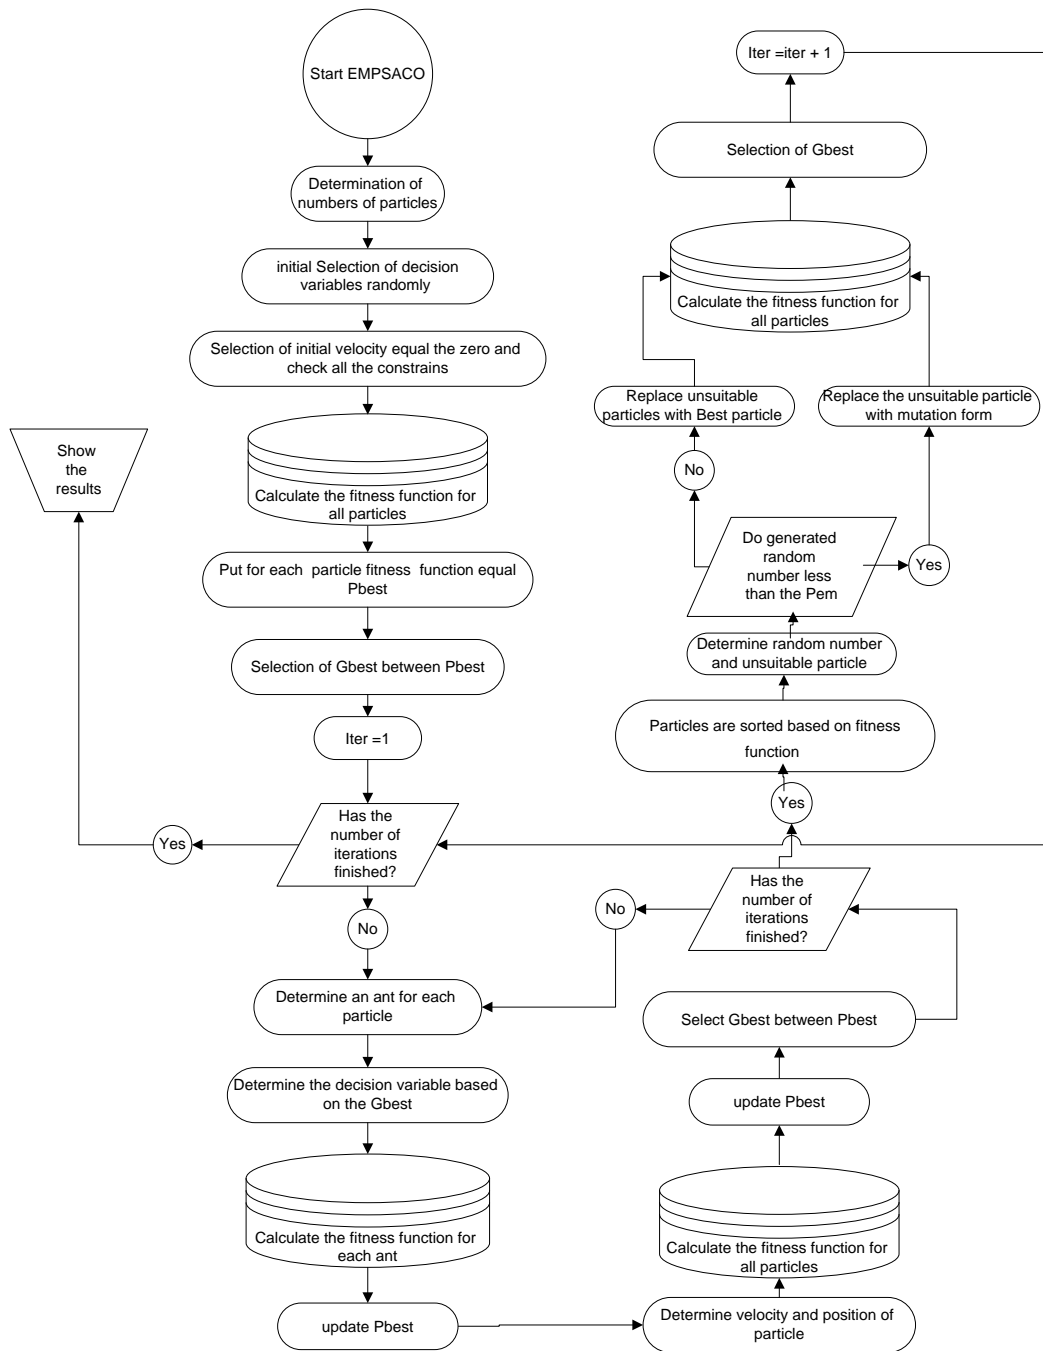 Start EMPSACO
Determination of
numbers of particles
initial Selection of decision
variables randomly
Selection of initial velocity equal the zero and
check all the constrains
Calculate the fitness function for
all particles
Put for each particle fitness function equal
Pbest
Selection of Gbest between Pbest
Iter =1
Has the
number of
iterations
finished?
Yes
Show
the
results
No
Determine an ant for each
particle
Determine the decision variable based
on the Gbest
Calculate the fitness function for
each ant
update Pbest
Determine velocity and position of
particle
Calculate the fitness function for
all particles
update Pbest
Select Gbest between Pbest
Has the
number of
iterations
finished?
No
Yes
Particles are sorted based on fitness
function
Determine random number
and unsuitable particle
Do generated
random
number less
than the Pem
No
Yes
Replace unsuitable
particles with Best particle
Replace the unsuitable particle
with mutation form
Calculate the fitness function for
all particles
Selection of Gbest
Iter =iter + 1